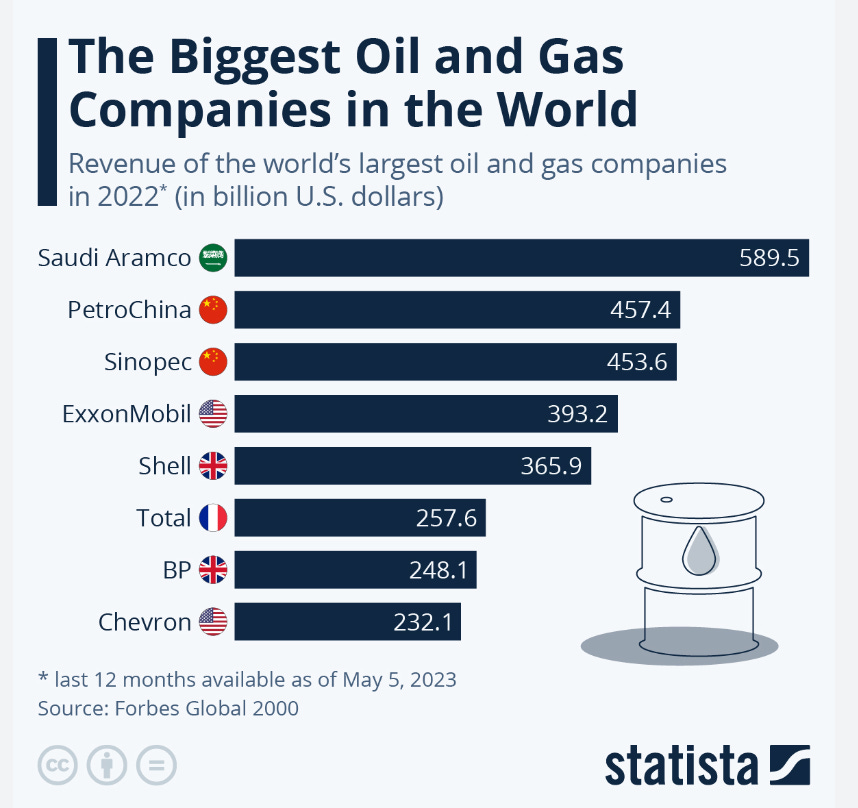 The Biggest Oil and Gas
Companies in the World
Revenue of the world's largest oil and gas companies
in 2022* (in billion U.S. dollars)
Saudi Aramco 589.5
PetroChina 457.4
Sinopec 453.6
ExxonMobil 393.2
Shell 365.9
Total 257.6
BP 248.1
Chevron 232.1
* last 12 months available as of May 5, 2023
Source: Forbes Global 2000
cc =
statista